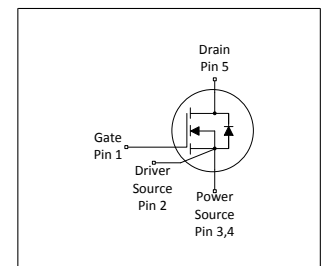 Drain
Pin 5
Gate
Pin 1
Driver
Source
Pin 2
Power
Source
Pin 3,4